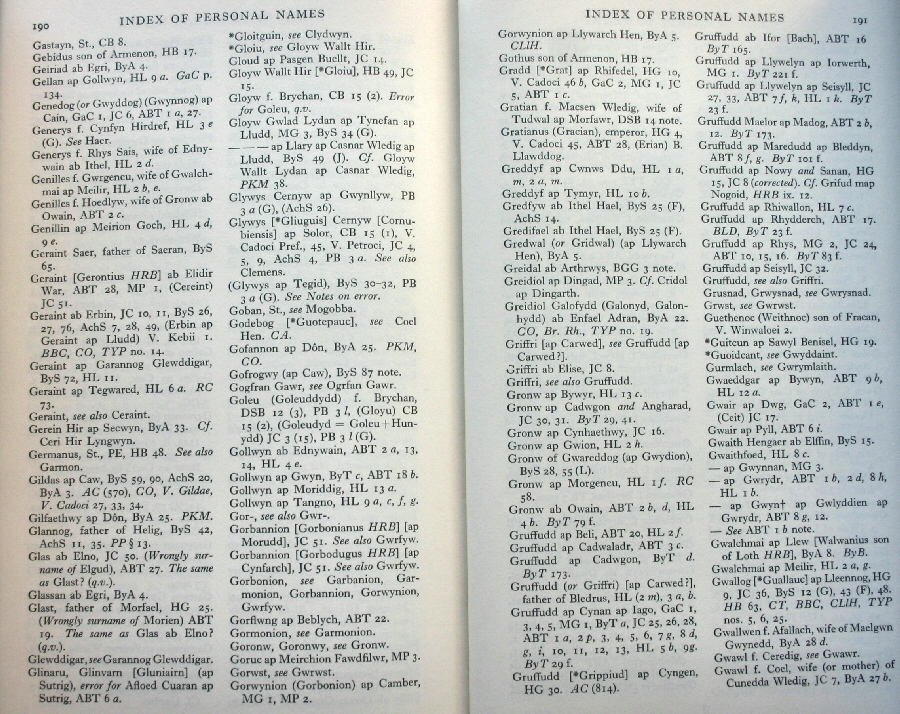 190 INDEX OF PERSONAL NAMES
Gastayn, St., CB 8.
Gebidus son of Armenon, HB 17.
Geiriad ab Egri, ByA 4.
Gellan ap Gollwyn, HL 9 a. GaC p.
134.
Genedog (or Gwyddog) (Gwynnog) ap
Cain, GaC 1, JC 6, ABT 1 a, 27.
Generys f. Cynfyn Hirdref, HL 3 e
(G). See Haer.
Generys f. Rhys Sais, wife of Edny-
wain ab Ithel, HL 2 d.
Genilles f. Gwrgeneu, wife of Gwalch-
mai ap Meilir, HL 2 b, e.
Genilles f. Hoedlyw, wife of Gronw ab
Owain, ABT 2 c.
Genillin ap Meirion Goch, HL 4 d,
9 e.
Geraint Saer, father of Saeran, ByS
65.
Geraint [Gerontius HRB] ab Elidir
War, ABT 28, MP 1, (Cereint)
JC 51.
Geraint ab Erbin, JC 10, 11, ByS 26,
27, 76, AchS 7, 28, 49, (Erbin ap
Geraint ap Lludd) V. Kebii 1.
BBC, CO, TYP no. 14.
Geraint ap Garannog Glewddigar,
ByS 72, HL 11.
Geraint ap Tegwared, HL 6 a. RC
73.
Geraint, see also Ceraint.
Gerein Hir ap Secwyn, ByA 33. Cf.
Ceri Hir Lyngwyn.
Germanus, St., PE, HB 48. See also
Garmon.
Gildas ap Caw, ByS 59, 90, AchS 20,
ByA 3. AC (570), CO, V. Gildae,
V. Cadoci 27, 33, 34.
Gilfaethwy ap Dôn, ByA 25. PKM.
Glannog, father of Helig, ByS 42,
AchS 11, 35. PP § 13.
Glas ab Elno, JC 50. (Wrongly sur-
name of Elgud), ABT 27. The same
as Glast? (q.v.).
Glassan ab Egri, ByA 4.
Glast, father of Morfael, HG 25.
(Wrongly surname of Morien) ABT
19. The same as Glas ab Elno?
(q.v.).
Glewddigar, see Garannog Glewddigar.
Glinaru, Glinvarn [Gluniairn] (ap
Sutrig), error for Afloed Cuaran ap
Sutrig, ABT 6 a.
*Gloitguin, see Clydwyn.
*Gloiu, see Gloyw Wallt Hir.
Gloud ap Pasgen Buellt, JC 14.
Gloyw Wallt Hir [*Gloiu], HB 49, JC
15.
Gloyw f. Brychan, CB 15 (2). Error
for Goleu, q.v.
Gloyw Gwlad Lydan ap Tynefan ap
Lludd, MG 3, ByS 34 (G).
——— ap Llary ap Casnar Wledig ap
Lludd, ByS 49 (J). Cf. Gloyw
Wallt Lydan ap Casnar Wledig,
PKM 38.
Glywys Cernyw ap Gwynllyw, PB
3 a (G), (AchS 26).
Glywys [*Gliuguis] Cernyw [Cornu-
biensis] ap Solor, CB 15 (1), V.
Cadoci Pref., 45, V. Petroci, JC 4,
5, 9, AchS 4, PB 3 a. See also
Clemens.
(Glywys ap Tegid), ByS 30-32, PB
3 a (G). See Notes on error.
Goban, St., see Mogobba.
Godebog [*Guotepauc], see Coel
Hen. CA.
Gofannon ap Dôn, ByA 25. PKM,
CO.
Gofrogwy (ap Caw), ByS 87 note.
Gogfran Gawr, see Ogrfan Gawr.
Goleu (Goleuddydd) f. Brychan,
DSB 12 (3), PB 3 l, (Gloyu) CB
15 (2), (Goleudyd = Goleu + Hun-
ydd) JC 3 (15), PB 3 l (G).
Gollwyn ab Ednywain, ABT 2 a, 13,
14, HL 4 e.
Gollwyn ap Gwyn, ByT c, ABT 18 b.
Gollwyn ap Moriddig, HL 13 a.
Gollwyn ap Tangno, HL 9 a, c, f, g.
Gor-, see also Gwr-.
Gorbannion [Gorbonianus HRB] [ap
Morudd], JC 51. See also Gwrfyw.
Gorbannion [Gorbodugus HRB] [ap
Cynfarch], JC 51. See also Gwrfyw.
Gorbonion, see Garbanion, Gar-
monion, Gorbannion, Gorwynion,
Gwrfyw.
Gorflwng ap Beblych, ABT 22.
Gormonion, see Garmonion.
Goronw, Goronwy, see Gronw.
Goruc ap Meirchion Fawdfilwr, MP 3.
Gorwst, see Gwrwst.
Gorwynion (Gorbonion) ap Camber,
MG 1, MP 2.
INDEX OF PERSONAL NAMES 191
Gorwynion ap Llywarch Hen, ByA 5.
CLlH.
Gothus son of Armenon, HB 17.
Gradd [*Grat] ap Rhifedel, HG 10,
V. Cadoci 46 b, GaC 2, MG 1, JC
5, ABT 1 c.
Gratian f. Macsen Wledig, wife of
Tudwal ap Morfawr, DSB 14 note.
Gratianus (Gracian), emperor, HG 4,
V. Cadoci 45, ABT 28, (Erian) B.
Llawddog.
Greddyf ap Cwnws Ddu, HL 1 a,
m, 2 a, m.
Greddyf ap Tymyr, HL 10 b.
Gredfyw ab Ithel Hael, ByS 25 (F),
AchS 14.
Gredifael ab Ithel Hael, ByS 25 (F).
Gredwal (or Gridwal) (ap Llywarch
Hen), ByA 5.
Greidal ab Arthrwys, BGG 3 note.
Greidiol ap Dingad, MP 3. Cf. Cridol
ap Dingarth.
Greidiol Galofydd (Galonyd, Galon-
hydd) ab Enfael Adran, ByA 22.
CO, Br. Rh., TYP no. 19.
Griffri [ap Carwed], see Gruffudd [ap
Carwed?].
Griffri ab Elise, JC 8.
Griffri, see also Gruffudd.
Gronw ap Bywyr, HL 13 c.
Gronw ap Cadwgon and Angharad,
JC 30, 31. ByT 29, 41.
Gronw ap Cynhaethwy, JC 16.
Gronw ap Gwion, HL 2 h.
Gronw of Gwareddog (ap Gwydion),
ByS 28, 55 (L).
Gronw ap Morgeneu, HL 1 f. RC
58.
Gronw ab Owain, ABT 2 b, d, HL
4 b. ByT 79 f.
Gruffudd ap Beli, ABT 20, HL 2 f.
Gruffudd ap Cadwaladr, ABT 3 c.
Gruffudd ap Cadwgon, ByT d.
ByT 173.
Gruffudd (or Griffri) [ap Carwed?],
father of Bledrus, HL (2 m), 3 a, b.
Gruffudd ap Cynan ap Iago, GaC 1,
3, 4, 5, MG 1, ByT a, JC 25, 26, 28,
ABT 1 a, 2 p, 3, 4, 5, 6, 7 g, 8 d,
g, i, 10, 11, 12, 13, HL 5 b, 9g.
ByT 29 f.
Gruffudd [*Grippiud] ap Cyngen,
HG 30. AC (814).
Gruffudd ab Ifor [Bach], ABT 16
ByT 165.
Gruffudd ap Llywelyn ap Iorwerth,
MG 1. ByT 221 f.
Gruffudd ap Llywelyn ap Seisyll, JC
27, 33, ABT 7 f, k, HL 1 k. ByT
23 f.
Gruffudd Maelor ap Madog, ABT 2 b,
12. ByT 173.
Gruffudd ap Maredudd ap Bleddyn,
ABT 8 f, g. ByT 101 f.
Gruffudd ap Nowy and Sanan, HG
15, JC 8 (corrected). Cf. Grifud map
Nogoid, HRB ix. 12.
Gruffudd ap Rhiwallon, HL 7 c.
Gruffudd ap Rhydderch, ABT 17.
BLD, ByT 23 f.
Gruffudd ap Rhys, MG 2, JC 24,
ABT 10, 15, 16. ByT 83 f.
Gruffudd ap Seisyll, JC 32.
Gruffudd, see also Griffri.
Grusnad, Grwysnad, see Gwrysnad.
Grwst, see Gwrwst.
Guethenoc (Weithnoc) son of Fracan,
V. Winwaloei 2.
*Guitcun ap Sawyl Benisel, HG 19.
*Guoidcant, see Gwyddaint.
Gurmlach, see Gwrymlaith.
Gwaeddgar ap Bywyn, ABT 9 b,
HL 12 a.
Gwair ap Dwg, GaC 2, ABT 1 e,
(Ceit) JC 17.
Gwair ap Pyll, ABT 6 i.
Gwaith Hengaer ab Elffin, ByS 15.
Gwaithfoed, HL 8 c.
— ap Gwynnan, MG 3.
— ap Gwrydr, ABT 1 b, 2 d, 8 h,
HL 1 b.
— ap Gwyn† ap Gwlyddien ap
Gwrydr, ABT 8 g, 12.
— See ABT 1 b note.
Gwalchmai ap Llew [Walwanius son
of Loth HRB], ByA 8. ByB.
Gwalchmai ap Meilir, HL 2 a, g.
Gwallog [*Guallauc] ap Lleennog, HG
9, JC 36, ByS 12 (G), 43 (F), 48.
HB 63, CT, BBC, CLlH, TYP
nos. 5, 6, 25.
Gwallwen f. Afallach, wife of Maelgwn
Gwynedd, ByA 28 d.
Gwawl f. Ceredig, see Gwawr.
Gwawl f. Coel, wife (or mother) of
Cunedda Wledig, JC 7, ByA 27 b.